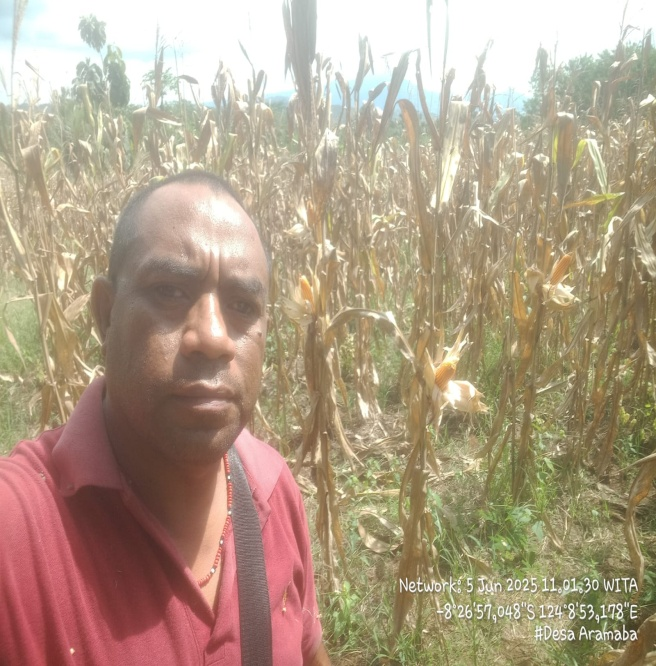 Network: 5 Jun 2025 11.01.30 WITA
-8°26'57,048"S 124°8'53,178"E
#Desa Aramaba